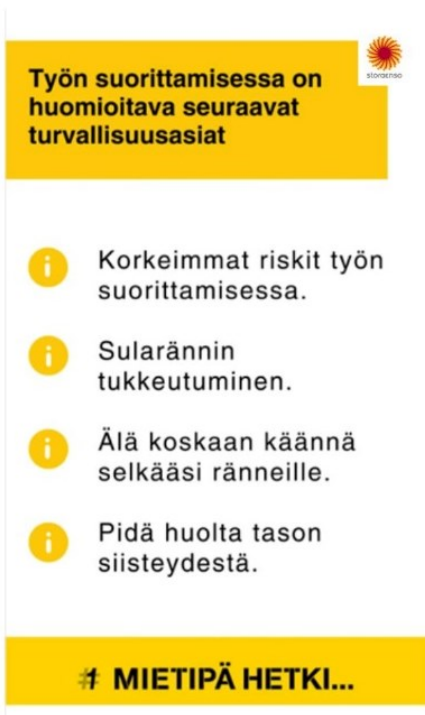 Työn suorittamisessa on
huomioitava seuraavat
turvallisuusasiat
storaenso
Korkeimmat riskit työn
suorittamisessa.
Sularännin
tukkeutuminen.
Älä koskaan käännä
selkääsi ränneille.
Pidä huolta tason
siisteydestä.
#1 MIETIPÄ HETKI...